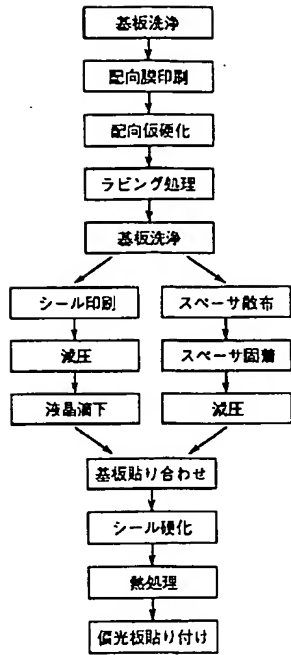 基板洗浄
配向膜印刷
配向仮硬化
ラビング処理
基板洗浄
シール印刷
スペーサ散布
減圧
スペーサ固着
液晶滴下
減圧
基板貼り合わせ
シール硬化
熱処理
偏光板貼り付け